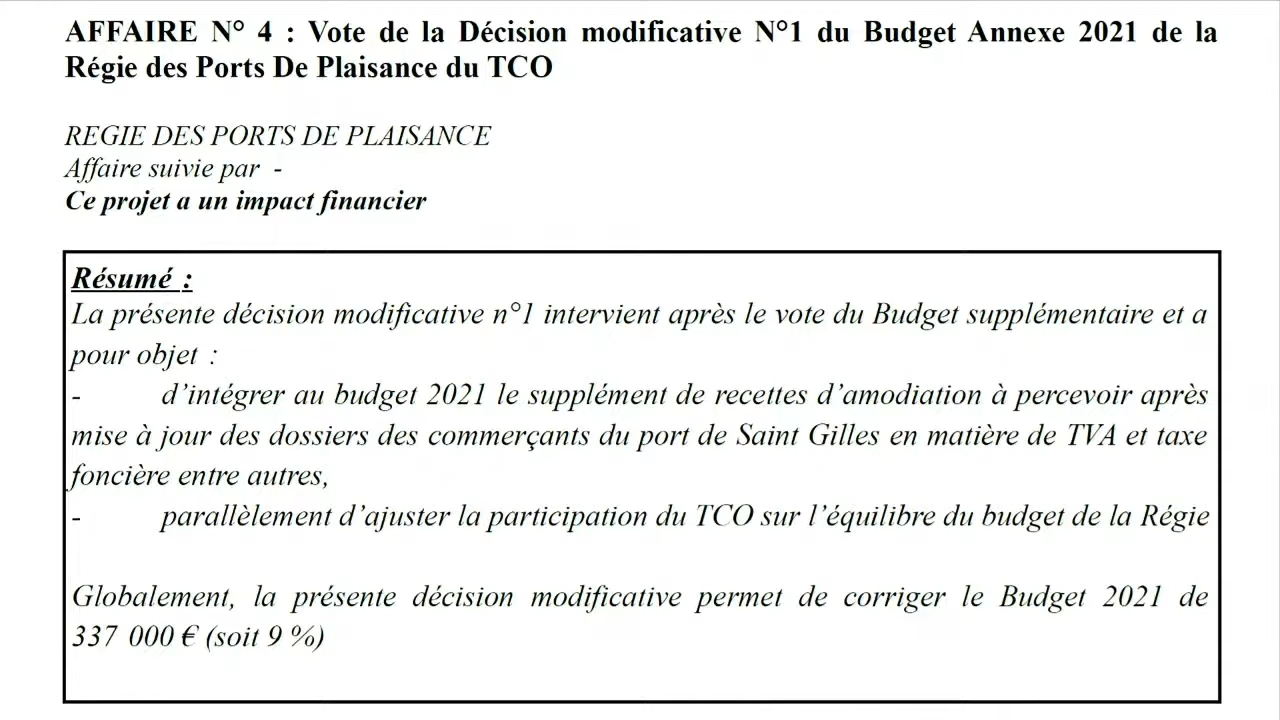 AFFAIRE N° 4 : Vote de la Décision modificative N°1 du Budget Annexe 2021 de la
Régie des Ports De Plaisance du TCO
REGIE DES PORTS DE PLAISANCE
Affaire suivie par -
Ce projet a un impact financier
Résumé :
La présente décision modificative n°1 intervient après le vote du Budget supplémentaire et a
pour objet :
- d’intégrer au budget 2021 le supplément de recettes d’amodiation à percevoir après
mise à jour des dossiers des commerçants du port de Saint Gilles en matière de TVA et taxe
foncière entre autres,
- parallèlement d’ajuster la participation du TCO sur l’équilibre du budget de la Régie
Globalement, la présente décision modificative permet de corriger le Budget 2021 de
337 000 € (soit 9 %)